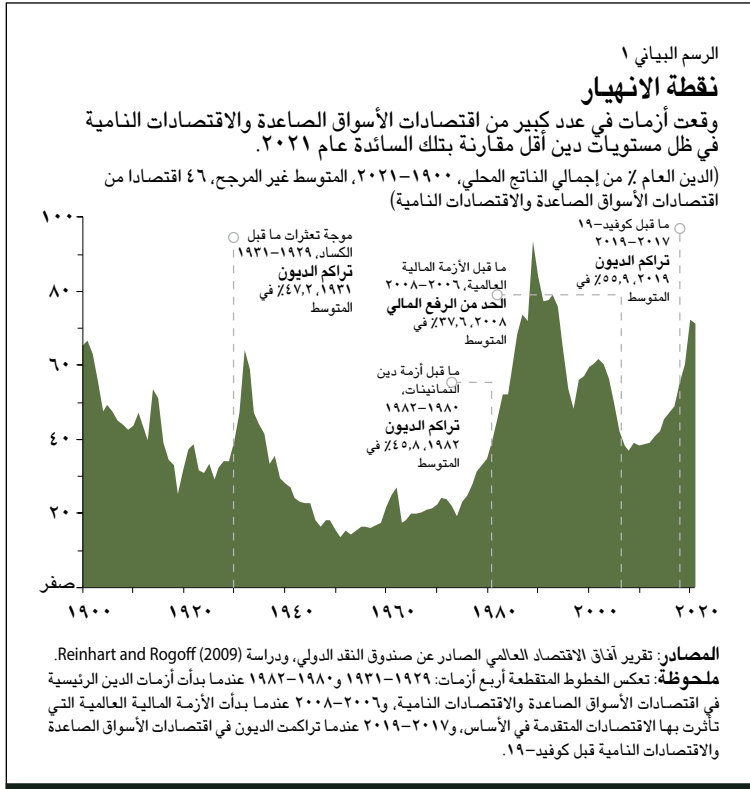 الرسم البياني ١
نقطة الانهيار
وقعت أزمات في عدد كبير من اقتصادات الأسواق الصاعدة والاقتصادات النامية
في ظل مستويات دين أقل مقارنة بتلك السائدة عام ٢٠٢١.
(الدين العام ٪ من إجمالي الناتج المحلي، ١٩٠٠–٢٠٢١، المتوسط غير المرجح، ٤٦ اقتصادا من
اقتصادات الأسواق الصاعدة والاقتصادات النامية)
١٠٠
٨٠
٦٠
٤٠
٢٠
صفر
موجة تعثرات ما قبل
الكساد، ١٩٢٩–١٩٣١
تراكم الديون
١٩٣١، ٤٧,٢٪ في
المتوسط
ما قبل أزمة دين
الثمانينات،
١٩٨٠–١٩٨٢
تراكم الديون
١٩٨٢، ٤٥,٨٪ في
المتوسط
ما قبل الأزمة المالية
العالمية، ٢٠٠٦–٢٠٠٨
الحد من الرفع المالي
٢٠٠٨، ٣٧,٦٪ في
المتوسط
ما قبل كوفيد–١٩
٢٠١٧–٢٠١٩
تراكم الديون
٢٠١٩، ٥٥,٩٪ في
المتوسط
١٩٠٠ ١٩٢٠ ١٩٤٠ ١٩٦٠ ١٩٨٠ ٢٠٠٠ ٢٠٢٠
المصادر: تقرير آفاق الاقتصاد العالمي الصادر عن صندوق النقد الدولي، ودراسة Reinhart and Rogoff (2009).
ملحوظة: تعكس الخطوط المتقطعة أربع أزمات: ١٩٢٩–١٩٣١ و١٩٨٠–١٩٨٢ عندما بدأت أزمات الدين الرئيسية
في اقتصادات الأسواق الصاعدة والاقتصادات النامية، و٢٠٠٦–٢٠٠٨ عندما بدأت الأزمة المالية العالمية التي
تأثرت بها الاقتصادات المتقدمة في الأساس، و٢٠١٧–٢٠١٩ عندما تراكمت الديون في اقتصادات الأسواق الصاعدة
والاقتصادات النامية قبل كوفيد–١٩.